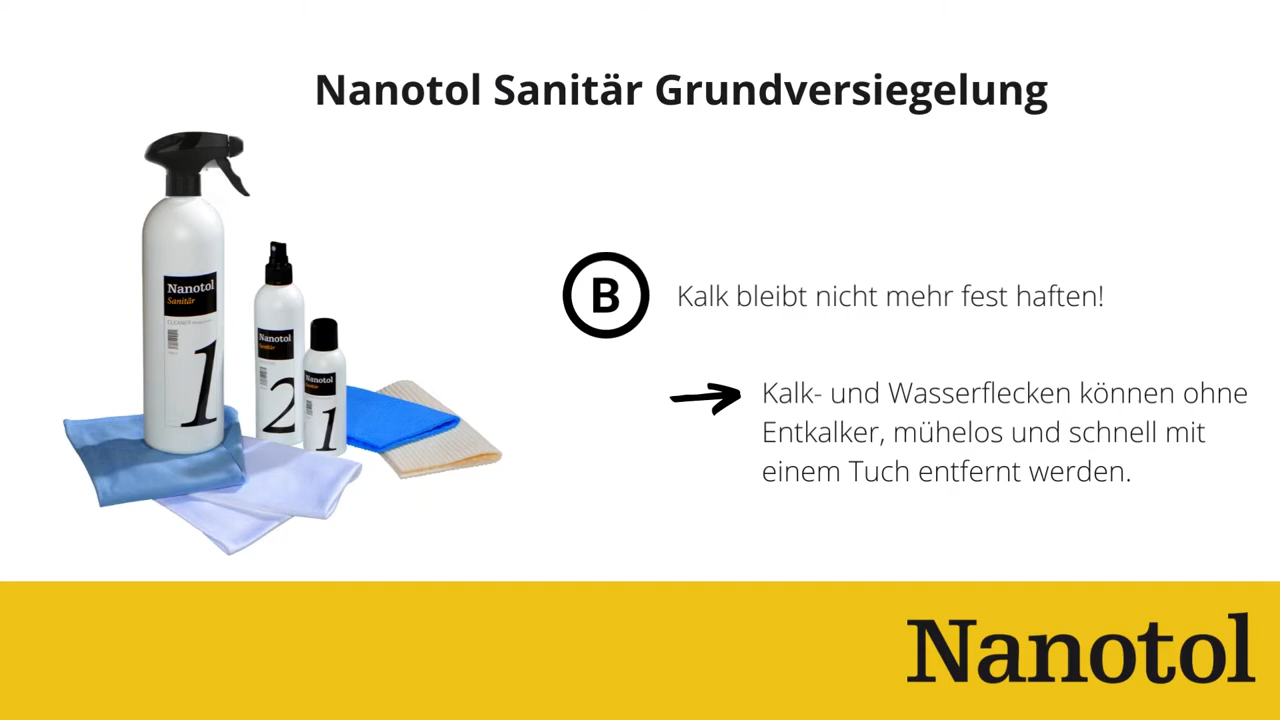 Nanotol Sanitär Grundversiegelung
Nanotol
Sanitär
CLEANER
1
Nanotol
Sanitär
2
Nanotol
Sanitär
1
B
Kalk bleibt nicht mehr fest haften!
Kalk- und Wasserflecken können ohne
Entkalker, mühelos und schnell mit
einem Tuch entfernt werden.
Nanotol